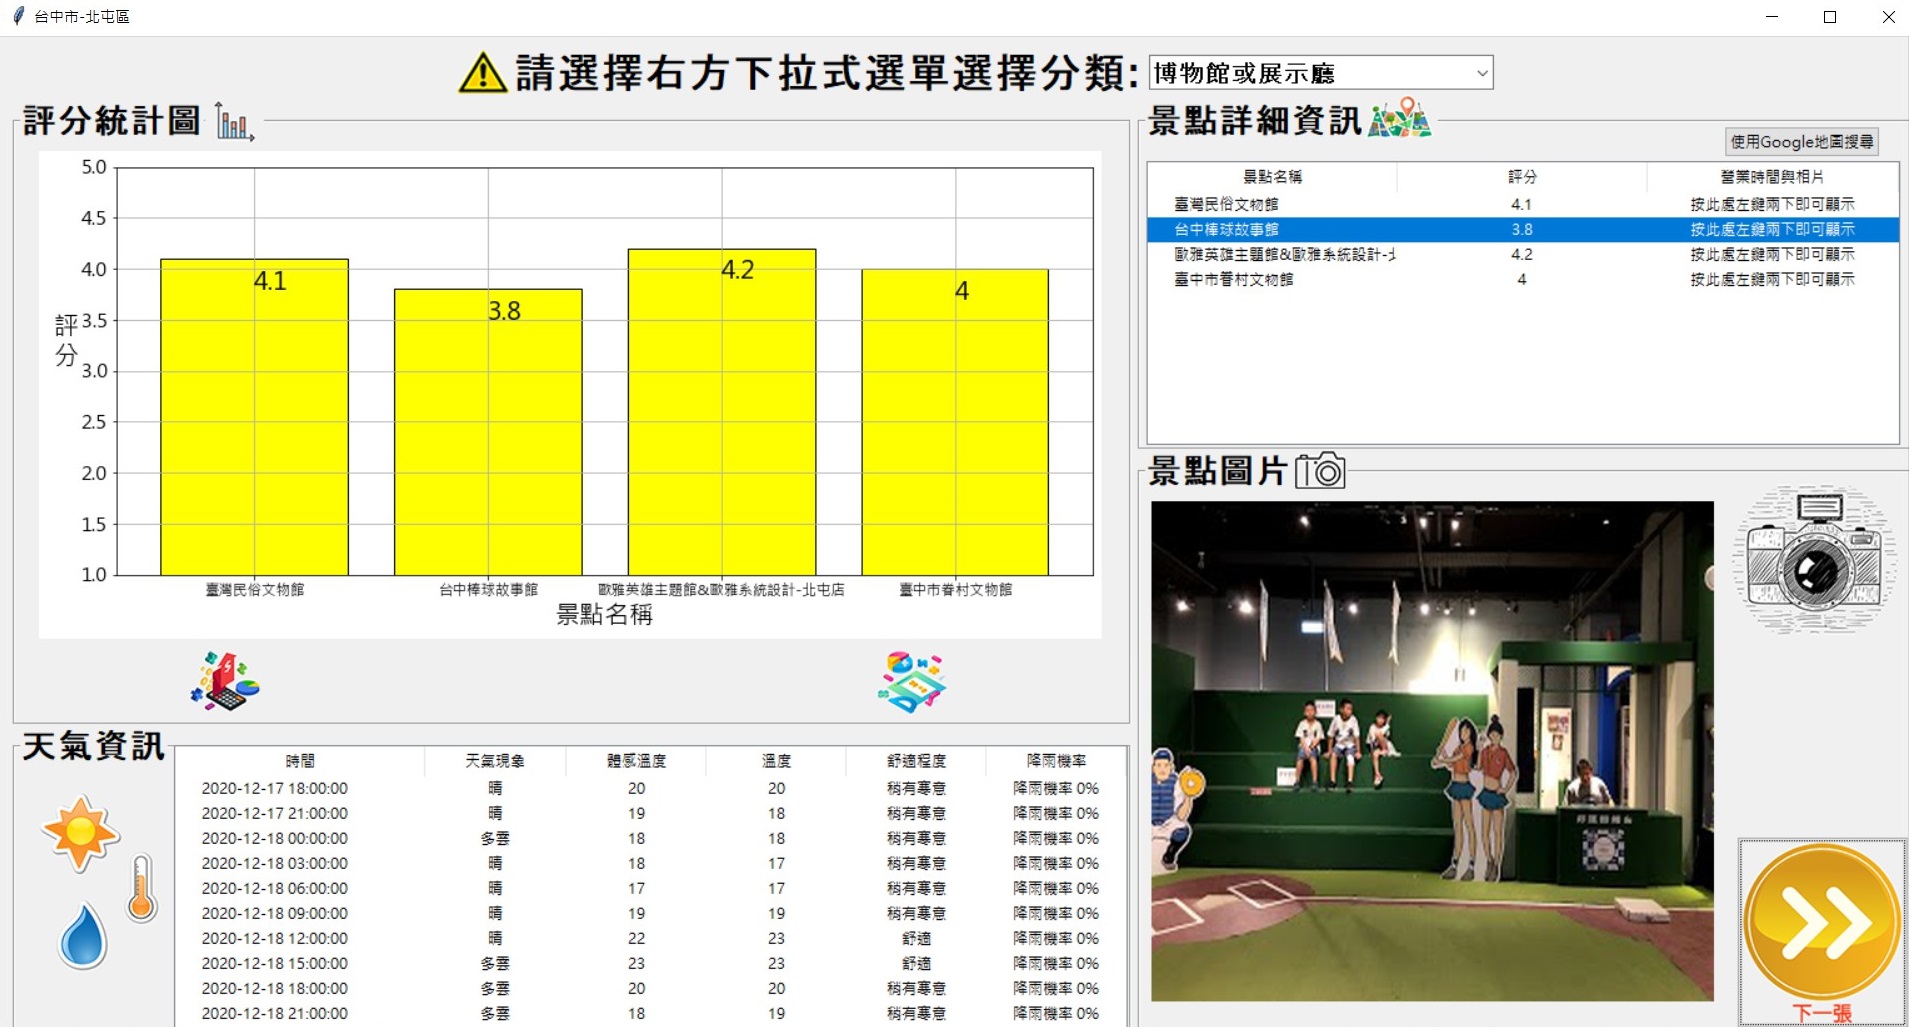 台中市-北屯區
請選擇右方下拉式選單選擇分類:
博物館或展示廳
評分統計圖
5.0
4.5
4.0
3.5
3.0
2.5
2.0
1.5
1.0
評分
4.1
3.8
4.2
4
臺灣民俗文物館
台中棒球故事館
歐雅英雄主題館&歐雅系統設計-北屯店
臺中市眷村文物館
景點名稱
景點詳細資訊
使用Google地圖搜尋
景點名稱 評分 營業時間與相片
臺灣民俗文物館 4.1 按此處左鍵兩下即可顯示
台中棒球故事館 3.8 按此處左鍵兩下即可顯示
歐雅英雄主題館&歐雅系統設計- 4.2 按此處左鍵兩下即可顯示
臺中市眷村文物館 4 按此處左鍵兩下即可顯示
天氣資訊
時間 天氣現象 體感溫度 溫度 舒適程度 降雨機率
2020-12-17 18:00:00 晴 20 20 稍有寒意 降雨機率 0%
2020-12-17 21:00:00 晴 19 18 稍有寒意 降雨機率 0%
2020-12-18 00:00:00 多雲 18 18 稍有寒意 降雨機率 0%
2020-12-18 03:00:00 晴 18 17 稍有寒意 降雨機率 0%
2020-12-18 06:00:00 晴 17 17 稍有寒意 降雨機率 0%
2020-12-18 09:00:00 晴 19 19 稍有寒意 降雨機率 0%
2020-12-18 12:00:00 晴 22 23 舒適 降雨機率 0%
2020-12-18 15:00:00 多雲 23 23 舒適 降雨機率 0%
2020-12-18 18:00:00 多雲 20 20 稍有寒意 降雨機率 0%
2020-12-18 21:00:00 多雲 18 19 稍有寒意 降雨機率 0%
景點圖片
下一張